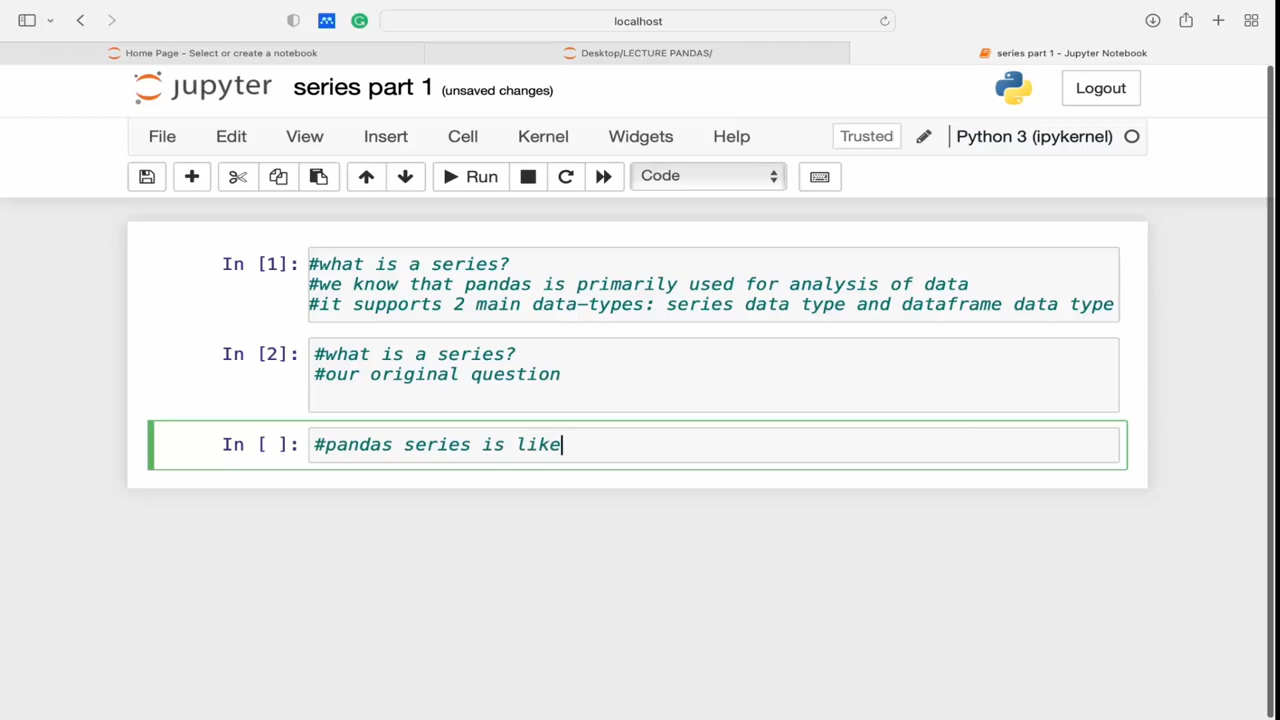 localhost
Home Page - Select or create a notebook
Desktop/LECTURE PANDAS/
series part 1 - Jupyter Notebook
jupyter series part 1 (unsaved changes)
Logout
File Edit View Insert Cell Kernel Widgets Help Trusted Python 3 (ipykernel)
Run Code
In [1]: #what is a series?
#we know that pandas is primarily used for analysis of data
#it supports 2 main data-types: series data type and dataframe data type
In [2]: #what is a series?
#our original question
In [ ]: #pandas series is like